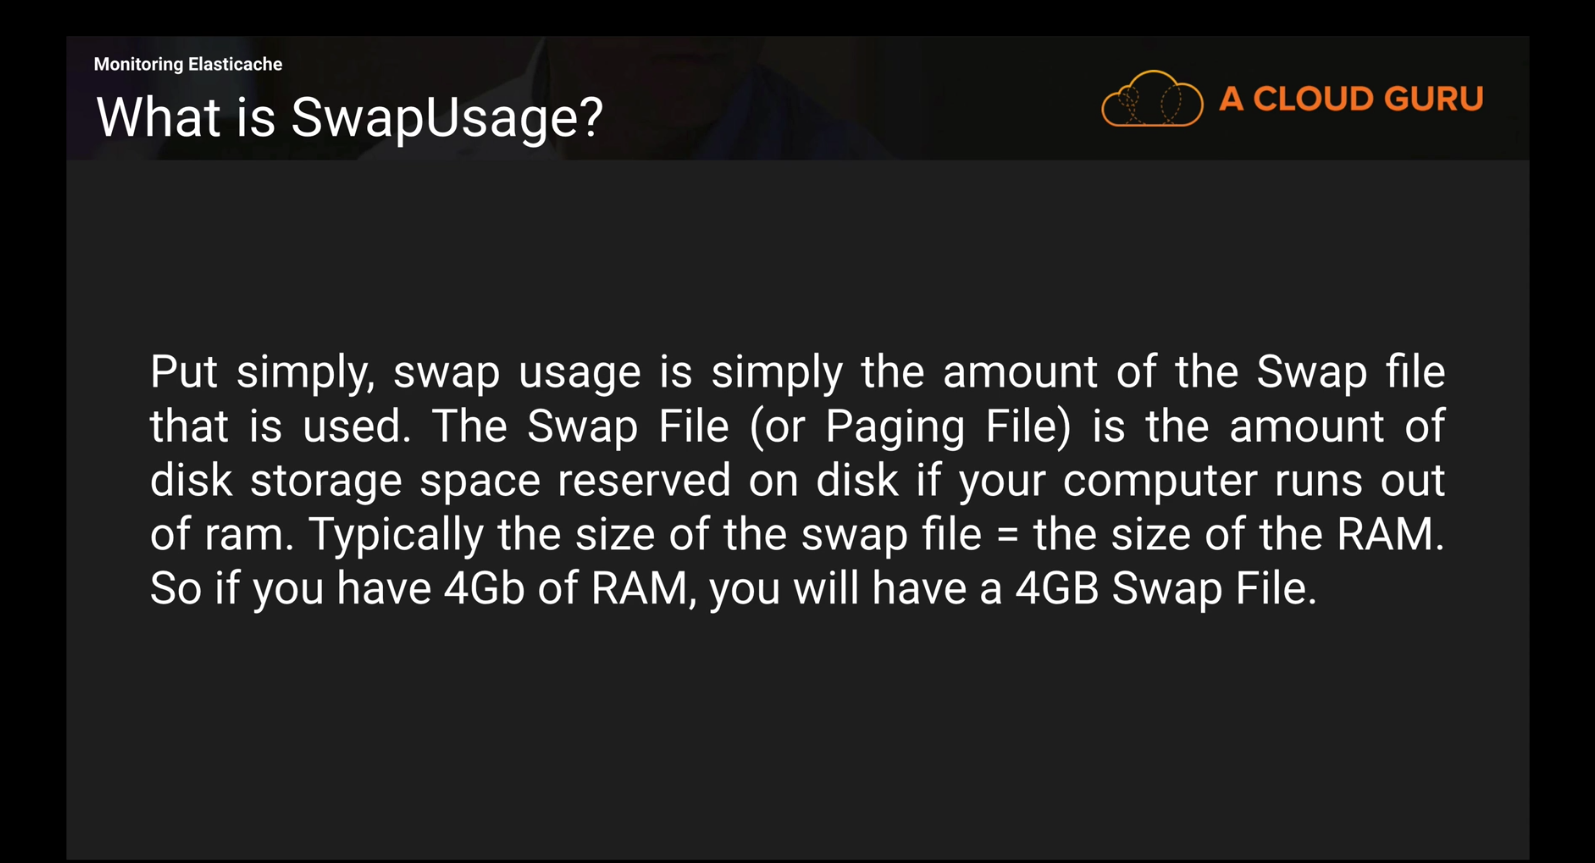 Monitoring Elasticache
What is SwapUsage?
A CLOUD GURU
Put simply, swap usage is simply the amount of the Swap file
that is used. The Swap File (or Paging File) is the amount of
disk storage space reserved on disk if your computer runs out
of ram. Typically the size of the swap file = the size of the RAM.
So if you have 4Gb of RAM, you will have a 4GB Swap File.